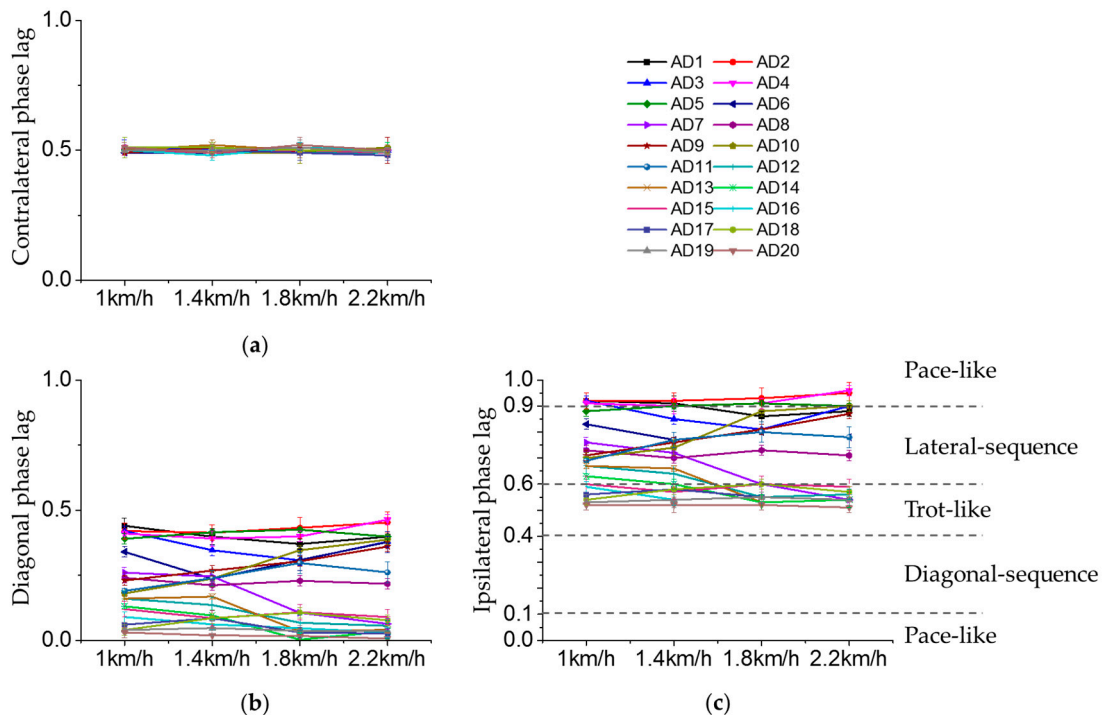 Contralateral phase lag
1.0
0.5
0.0
1km/h 1.4km/h 1.8km/h 2.2km/h
(a)
AD1 AD2
AD3 AD4
AD5 AD6
AD7 AD8
AD9 AD10
AD11 AD12
AD13 AD14
AD15 AD16
AD17 AD18
AD19 AD20
Diagonal phase lag
1.0
0.5
0.0
1km/h 1.4km/h 1.8km/h 2.2km/h
(b)
Ipsilateral phase lag
1.0
0.9
0.6
0.4
0.1
0.0
1km/h 1.4km/h 1.8km/h 2.2km/h
Pace-like
Lateral-sequence
Trot-like
Diagonal-sequence
Pace-like
(c)